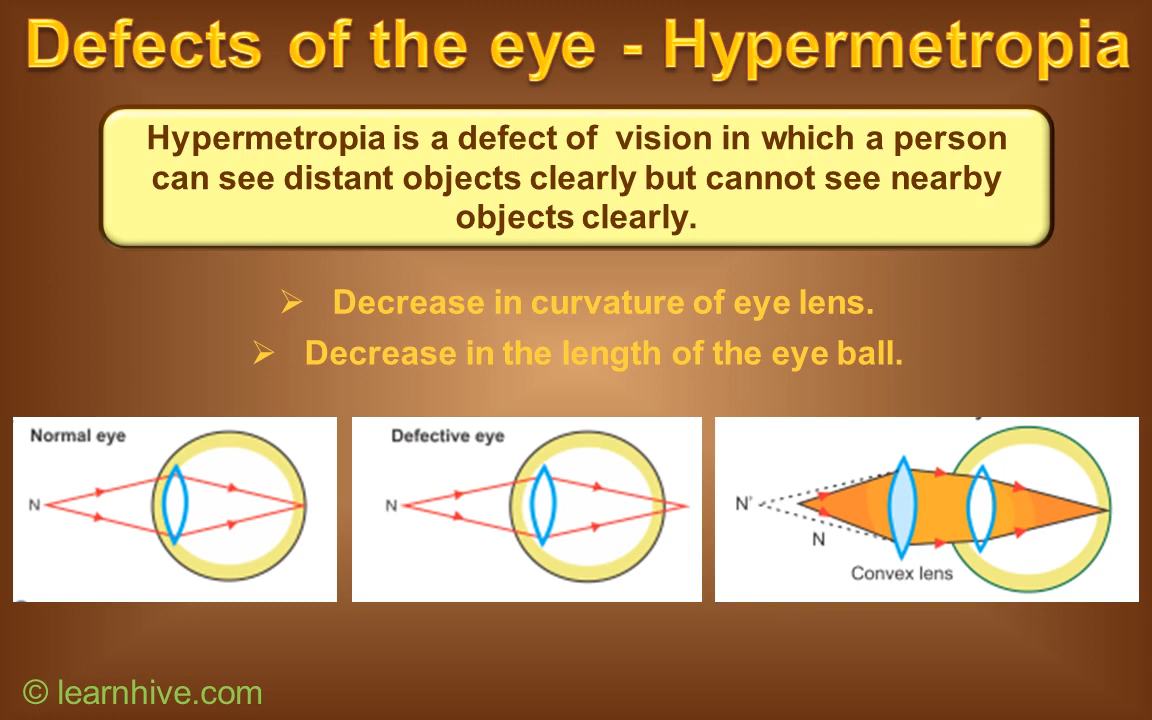 Defects of the eye - Hypermetropia
Hypermetropia is a defect of vision in which a person
can see distant objects clearly but cannot see nearby
objects clearly.
➢ Decrease in curvature of eye lens.
➢ Decrease in the length of the eye ball.
Normal eye
N
Defective eye
N
N'
N
Convex lens
© learnhive.com